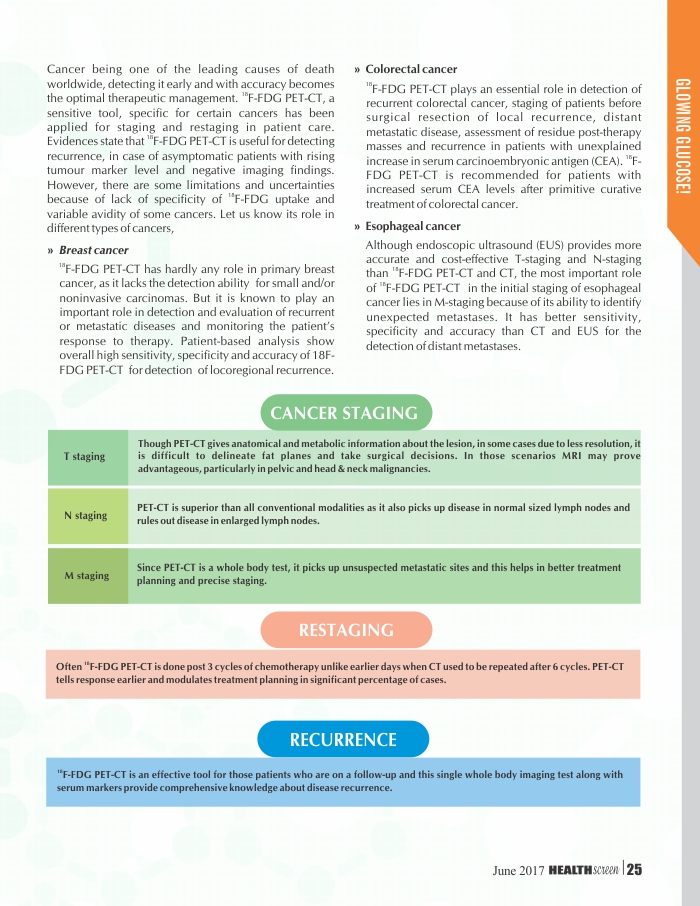 Cancer being one of the leading causes of death
worldwide, detecting it early and with accuracy becomes
the optimal therapeutic management. ¹⁸F-FDG PET-CT, a
sensitive tool, specific for certain cancers has been
applied for staging and restaging in patient care.
Evidences state that ¹⁸F-FDG PET-CT is useful for detecting
recurrence, in case of asymptomatic patients with rising
tumour marker level and negative imaging findings.
However, there are some limitations and uncertainties
because of lack of specificity of ¹⁸F-FDG uptake and
variable avidity of some cancers. Let us know its role in
different types of cancers,
» Breast cancer
¹⁸F-FDG PET-CT has hardly any role in primary breast
cancer, as it lacks the detection ability for small and/or
noninvasive carcinomas. But it is known to play an
important role in detection and evaluation of recurrent
or metastatic diseases and monitoring the patient's
response to therapy. Patient-based analysis show
overall high sensitivity, specificity and accuracy of 18F-
FDG PET-CT for detection of locoregional recurrence.
» Colorectal cancer
¹⁸F-FDG PET-CT plays an essential role in detection of
recurrent colorectal cancer, staging of patients before
surgical resection of local recurrence, distant
metastatic disease, assessment of residue post-therapy
masses and recurrence in patients with unexplained
increase in serum carcinoembryonic antigen (CEA). ¹⁸F-
FDG PET-CT is recommended for patients with
increased serum CEA levels after primitive curative
treatment of colorectal cancer.
» Esophageal cancer
Although endoscopic ultrasound (EUS) provides more
accurate and cost-effective T-staging and N-staging
than ¹⁸F-FDG PET-CT and CT, the most important role
of ¹⁸F-FDG PET-CT in the initial staging of esophageal
cancer lies in M-staging because of its ability to identify
unexpected metastases. It has better sensitivity,
specificity and accuracy than CT and EUS for the
detection of distant metastases.
GLOWING GLUCOSE!
CANCER STAGING
T staging
Though PET-CT gives anatomical and metabolic information about the lesion, in some cases due to less resolution, it
is difficult to delineate fat planes and take surgical decisions. In those scenarios MRI may prove
advantageous, particularly in pelvic and head & neck malignancies.
N staging
PET-CT is superior than all conventional modalities as it also picks up disease in normal sized lymph nodes and
rules out disease in enlarged lymph nodes.
M staging
Since PET-CT is a whole body test, it picks up unsuspected metastatic sites and this helps in better treatment
planning and precise staging.
RESTAGING
Often ¹⁸F-FDG PET-CT is done post 3 cycles of chemotherapy unlike earlier days when CT used to be repeated after 6 cycles. PET-CT
tells response earlier and modulates treatment planning in significant percentage of cases.
RECURRENCE
¹⁸F-FDG PET-CT is an effective tool for those patients who are on a follow-up and this single whole body imaging test along with
serum markers provide comprehensive knowledge about disease recurrence.
June 2017 HEALTHscreen | 25